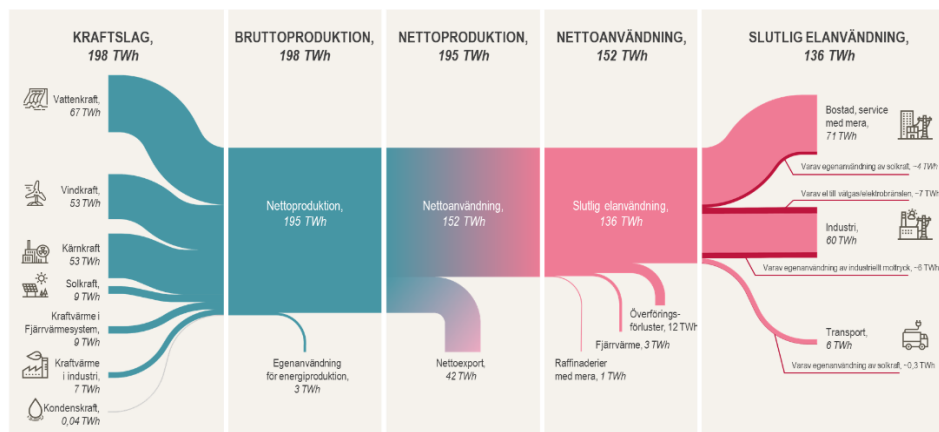 KRAFTSLAG,
198 TWh
Vattenkraft,
67 TWh
Vindkraft,
53 TWh
Kärnkraft
53 TWh
Solkraft,
9 TWh
Kraftvärme i
Fjärrvärmesystem,
9 TWh
Kraftvärme
i industri,
7 TWh
Kondenskraft,
0,04 TWh
BRUTTOPRODUKTION,
198 TWh
Nettoproduktion,
195 TWh
Egenanvändning
för energiproduktion,
3 TWh
NETTOPRODUKTION,
195 TWh
Nettoanvändning,
152 TWh
Nettoexport,
42 TWh
NETTOANVÄNDNING,
152 TWh
Slutlig elanvändning,
136 TWh
Överförings-
förluster, 12 TWh
Fjärrvärme, 3 TWh
Raffinaderier
med mera, 1 TWh
SLUTLIG ELANVÄNDNING,
136 TWh
Bostad, service
med mera,
71 TWh
Varav egenanvändning av solkraft, ~4 TWh
Varav el till vätgas/elektrobränslen, ~7 TWh
Industri,
60 TWh
Varav egenanvändning av industriellt mottryck, ~6 TWh
Transport,
6 TWh
Varav egenanvändning av solkraft, ~0,3 TWh